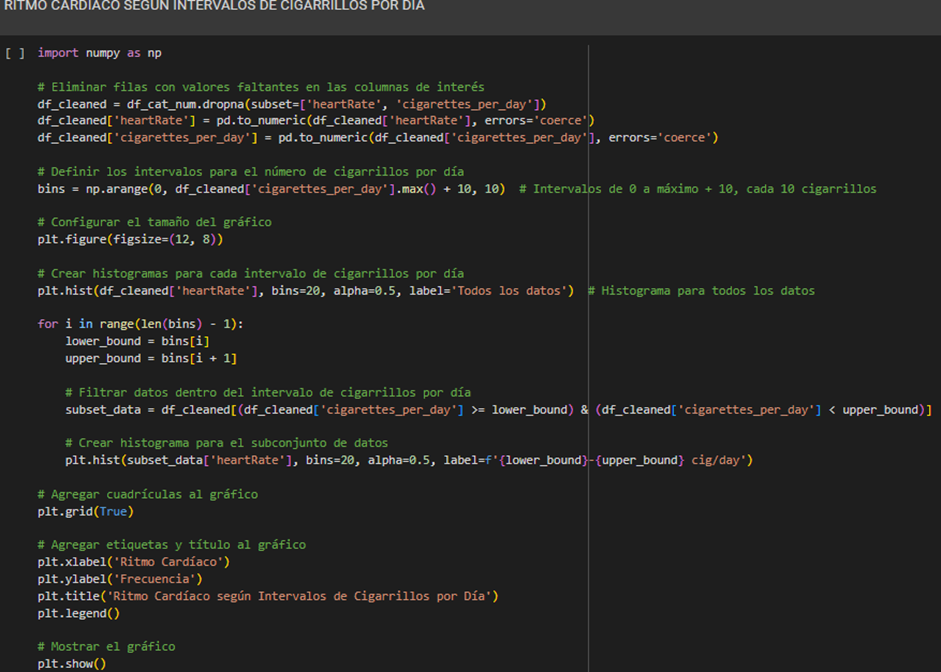 RITMO CARDIACO SEGÚN INTERVALOS DE CIGARRILLOS POR DÍA
[ ] import numpy as np
# Eliminar filas con valores faltantes en las columnas de interés
df_cleaned = df_cat_num.dropna(subset=['heartRate', 'cigarettes_per_day'])
df_cleaned['heartRate'] = pd.to_numeric(df_cleaned['heartRate'], errors='coerce')
df_cleaned['cigarettes_per_day'] = pd.to_numeric(df_cleaned['cigarettes_per_day'], errors='coerce')
# Definir los intervalos para el número de cigarrillos por día
bins = np.arange(0, df_cleaned['cigarettes_per_day'].max() + 10, 10)  # Intervalos de 0 a máximo + 10, cada 10 cigarrillos
# Configurar el tamaño del gráfico
plt.figure(figsize=(12, 8))
# Crear histogramas para cada intervalo de cigarrillos por día
plt.hist(df_cleaned['heartRate'], bins=20, alpha=0.5, label='Todos los datos')  # Histograma para todos los datos
for i in range(len(bins) - 1):
    lower_bound = bins[i]
    upper_bound = bins[i + 1]
    # Filtrar datos dentro del intervalo de cigarrillos por día
    subset_data = df_cleaned[(df_cleaned['cigarettes_per_day'] >= lower_bound) & (df_cleaned['cigarettes_per_day'] < upper_bound)]
    # Crear histograma para el subconjunto de datos
    plt.hist(subset_data['heartRate'], bins=20, alpha=0.5, label=f'{lower_bound}-{upper_bound} cig/day')
# Agregar cuadrículas al gráfico
plt.grid(True)
# Agregar etiquetas y título al gráfico
plt.xlabel('Ritmo Cardíaco')
plt.ylabel('Frecuencia')
plt.title('Ritmo Cardíaco según Intervalos de Cigarrillos por Día')
plt.legend()
# Mostrar el gráfico
plt.show()